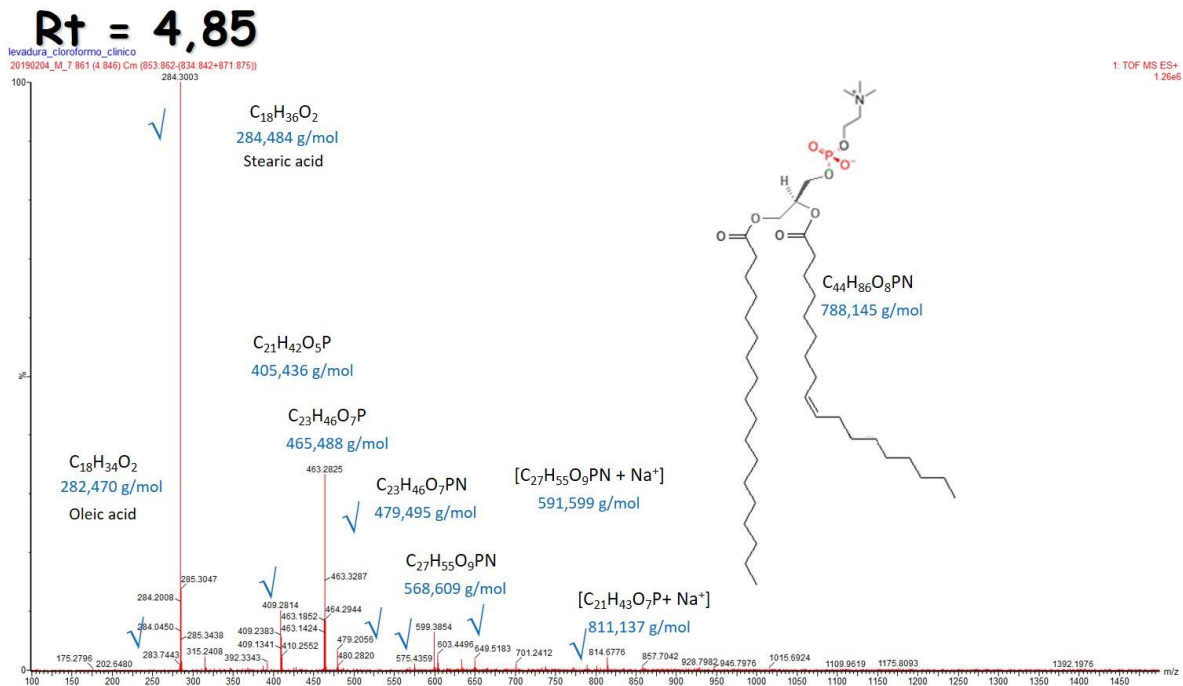 Rt = 4,85
levadura_cloroformo_clinico
20190204_M_7 861 (4.846) Cm (853:862-(834:842+871:875))
1: TOF MS ES+
1.26e6
100
%
0
284.3003
C18H36O2
284,484 g/mol
Stearic acid
N+
O
O
P
O-
O
H
O
O
O
O
C44H86O8PN
788,145 g/mol
C21H42O5P
405,436 g/mol
C23H46O7P
465,488 g/mol
C18H34O2
282,470 g/mol
Oleic acid
463.2825
C23H46O7PN
479,495 g/mol
[C27H55O9PN + Na+]
591,599 g/mol
C27H55O9PN
568,609 g/mol
[C21H43O7P+ Na+]
811,137 g/mol
285.3047
284.2008
284.0450
285.3438
283.7443
315.2408
175.2796
202.6480
392.3343
409.2814
409.2383
409.1341
410.2552
463.3287
463.1852
464.2944
463.1424
479.2056
480.2820
575.4359
599.3854
603.4496
649.5183
701.2412
814.6776
857.7042
928.7982
946.7976
1015.6924
1109.9619
1175.8093
1392.1976
100 150 200 250 300 350 400 450 500 550 600 650 700 750 800 850 900 950 1000 1050 1100 1150 1200 1250 1300 1350 1400 1450
m/z